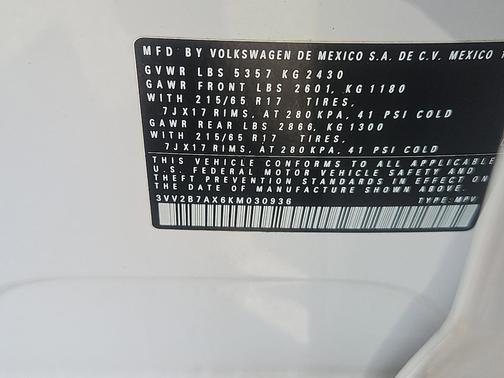 MFD BY VOLKSWAGEN DE MEXICO S.A. DE C.V. MEXICO
GVWR LBS 5357 KG 2430
GAWR FRONT LBS 2601, KG 1180
WITH 215/65 R17 TIRES,
7JX17 RIMS, AT 280 KPA, 41 PSI COLD
GAWR REAR LBS 2866, KG 1300
WITH 215/65 R17 TIRES,
7JX17 RIMS, AT 280 KPA, 41 PSI COLD
THIS VEHICLE CONFORMS TO ALL APPLICABLE
U.S. FEDERAL MOTOR VEHICLE SAFETY AND
THEFT PREVENTION STANDARDS IN EFFECT ON
THE DATE OF MANUFACTURE SHOWN ABOVE.
3VV2B7AX6KM030936 TYPE: MPV